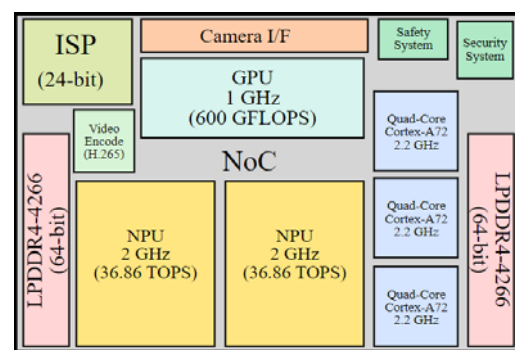 ISP
(24-bit)
Camera I/F
Safety
System
Security
System
GPU
1 GHz
(600 GFLOPS)
Video
Encode
(H.265)
NoC
Quad-Core
Cortex-A72
2.2 GHz
LPDDR4-4266
(64-bit)
NPU
2 GHz
(36.86 TOPS)
NPU
2 GHz
(36.86 TOPS)
Quad-Core
Cortex-A72
2.2 GHz
Quad-Core
Cortex-A72
2.2 GHz
LPDDR4-4266
(64-bit)